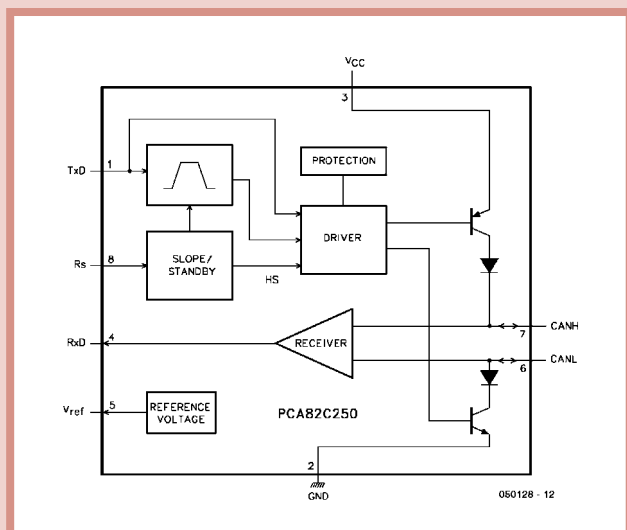 VCC
3
TxD
1
PROTECTION
DRIVER
Rs
8
SLOPE/
STANDBY
HS
RxD
4
RECEIVER
7
CANH
6
CANL
Vref
5
REFERENCE
VOLTAGE
PCA82C250
2
GND
050128 - 12